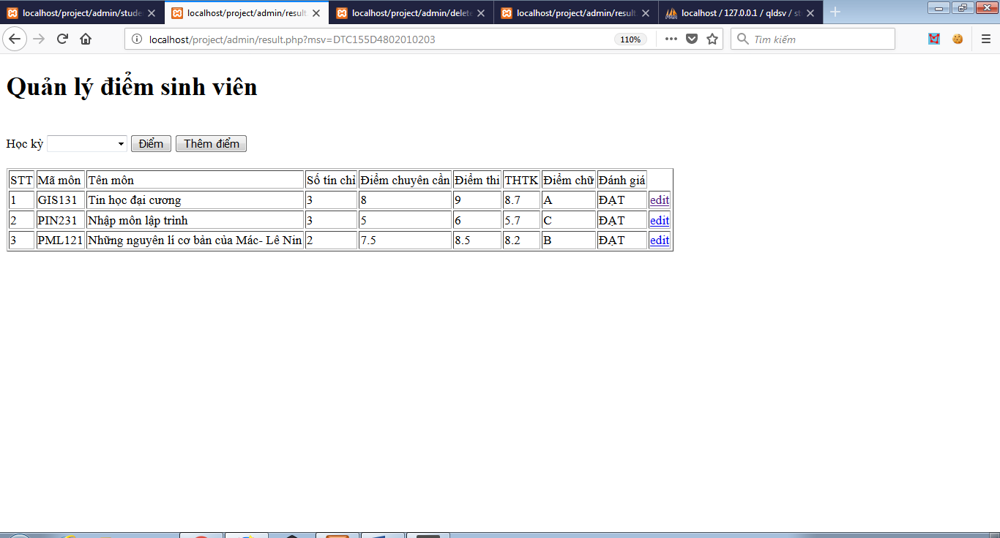 localhost/project/admin/stude
localhost/project/admin/result
localhost/project/admin/delete
localhost/project/admin/result
localhost / 127.0.0.1 / qldsv / st
localhost/project/admin/result.php?msv=DTC155D4802010203
110%
Tìm kiếm
Quản lý điểm sinh viên
Học kỳ Điểm Thêm điểm
STT Mã môn Tên môn Số tín chỉ Điểm chuyên cần Điểm thi THTK Điểm chữ Đánh giá
1 GIS131 Tin học đại cương 3 8 9 8.7 A ĐẠT edit
2 PIN231 Nhập môn lập trình 3 5 6 5.7 C ĐẠT edit
3 PML121 Những nguyên lí cơ bản của Mác- Lê Nin 2 7.5 8.5 8.2 B ĐẠT edit